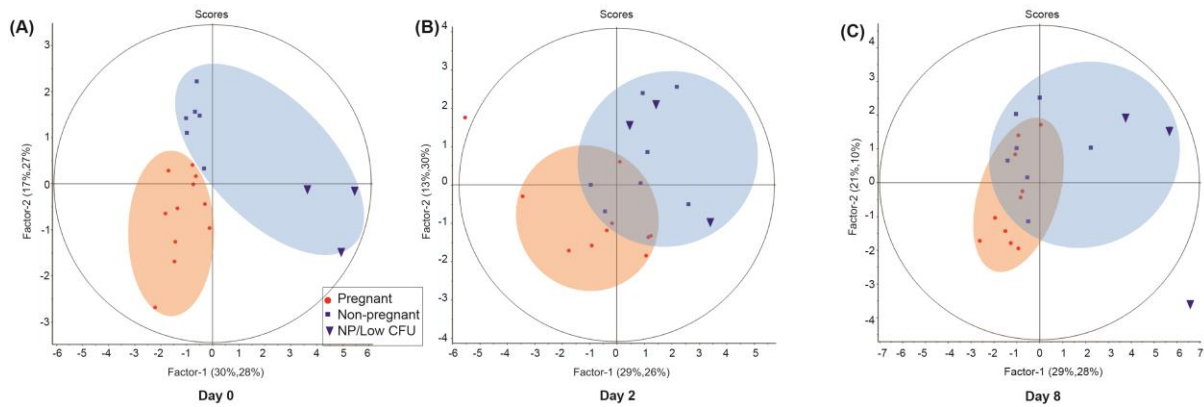 (A)
Scores
3
2
1
0
-1
-2
-3
Factor-2 (17%,27%)
-6 -5 -4 -3 -2 -1 0 1 2 3 4 5 6
Factor-1 (30%,28%)
Day 0
Pregnant
Non-pregnant
NP/Low CFU
(B)
Scores
4
3
2
1
0
-1
-2
-3
-4
Factor-2 (13%,30%)
-6 -5 -4 -3 -2 -1 0 1 2 3 4 5
Factor-1 (29%,26%)
Day 2
(C)
Scores
4
3
2
1
0
-1
-2
-3
-4
Factor-2 (21%,10%)
-7 -6 -5 -4 -3 -2 -1 0 1 2 3 4 5 6 7
Factor-1 (29%,28%)
Day 8